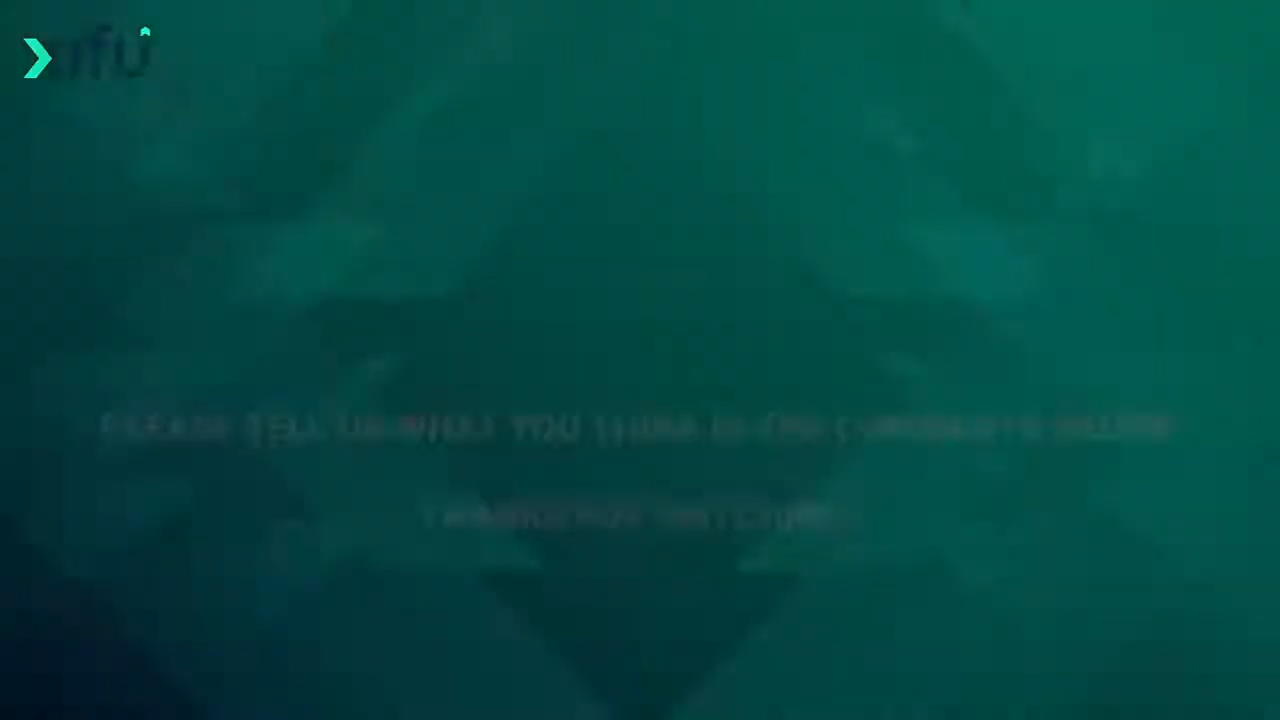 PLEASE TELL US WHAT YOU THINK IN THE COMMENTS BELOW
THANKS FOR WATCHING